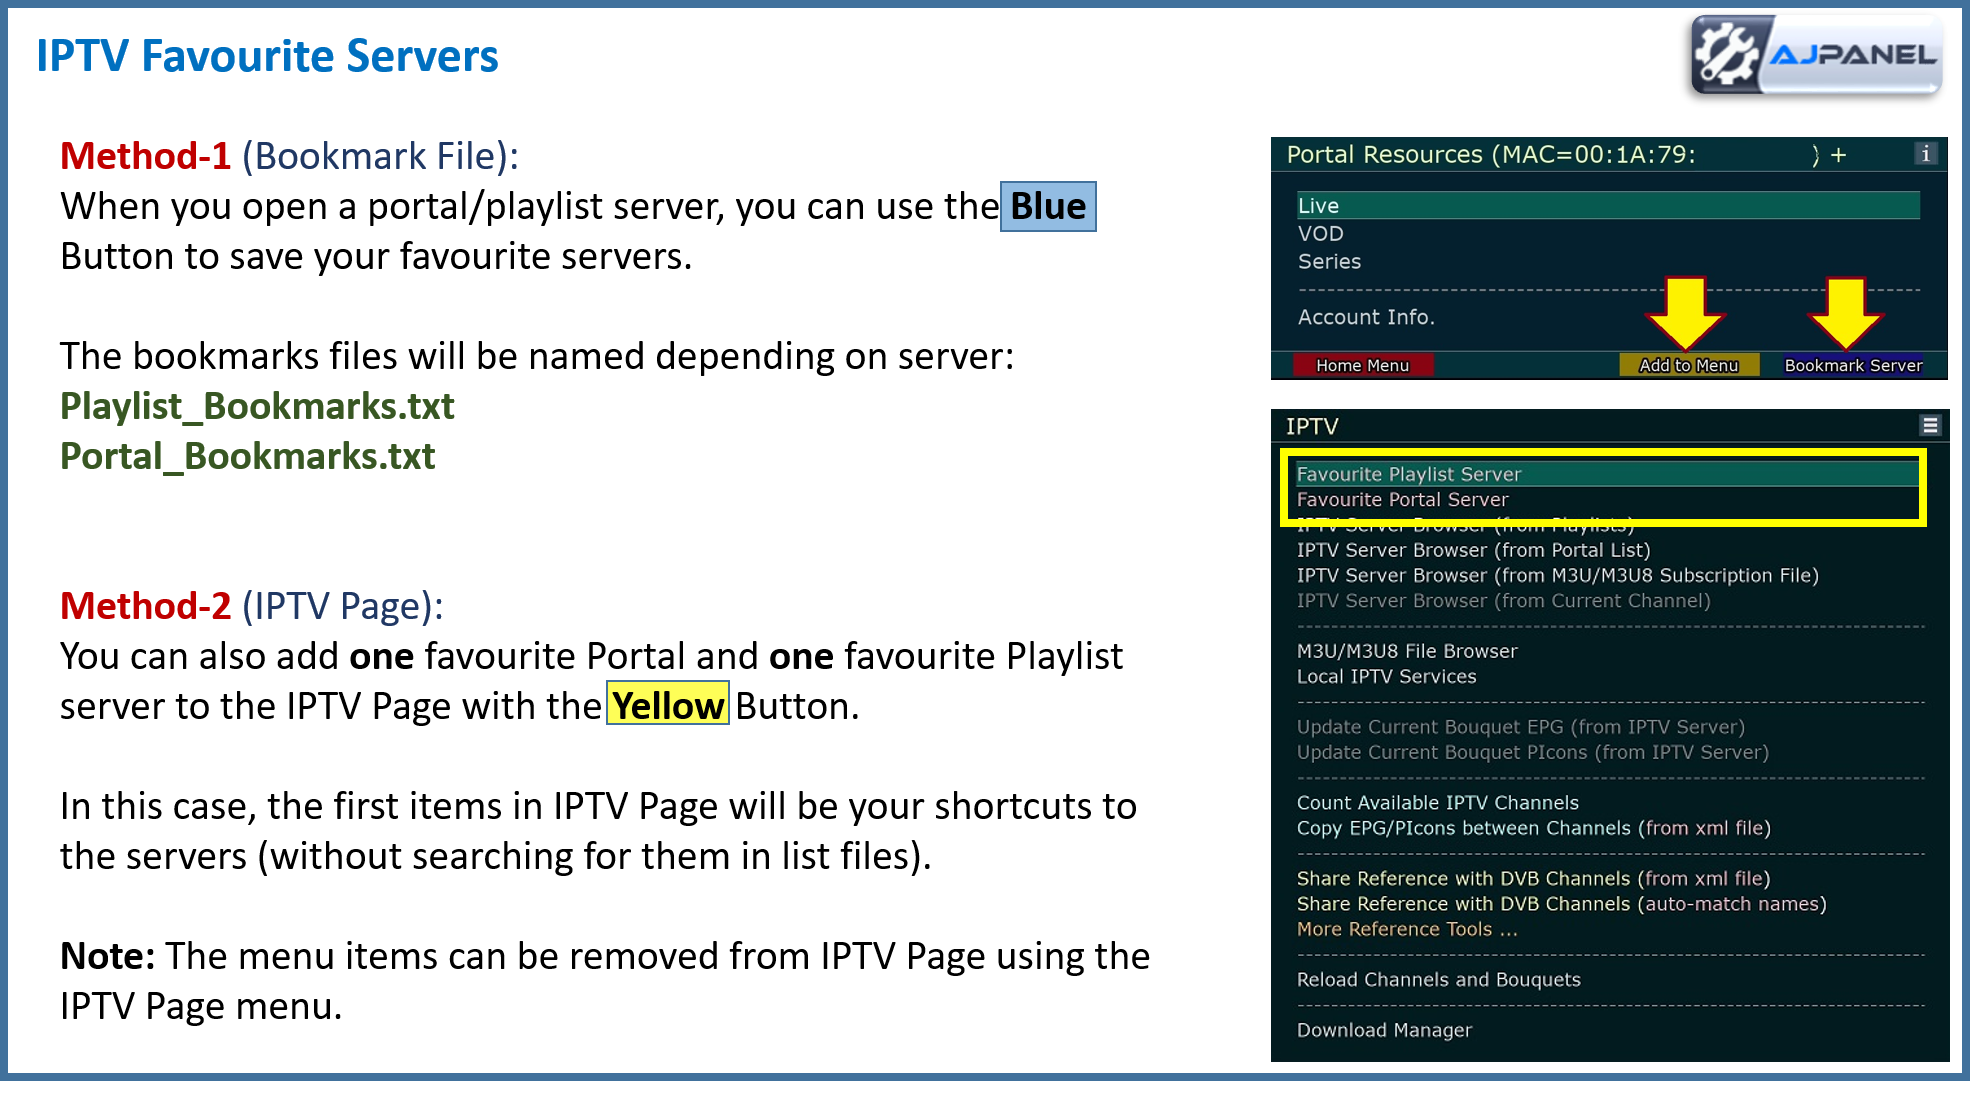 IPTV Favourite Servers
AJPANEL
Method-1 (Bookmark File):
When you open a portal/playlist server, you can use the Blue
Button to save your favourite servers.
The bookmarks files will be named depending on server:
Playlist_Bookmarks.txt
Portal_Bookmarks.txt
Method-2 (IPTV Page):
You can also add one favourite Portal and one favourite Playlist
server to the IPTV Page with the Yellow Button.
In this case, the first items in IPTV Page will be your shortcuts to
the servers (without searching for them in list files).
Note: The menu items can be removed from IPTV Page using the
IPTV Page menu.
Portal Resources (MAC=00:1A:79: ) + i
Live
VOD
Series
Account Info.
Home Menu Add to Menu Bookmark Server
IPTV
Favourite Playlist Server
Favourite Portal Server
IPTV Server Browser (from Playlists)
IPTV Server Browser (from Portal List)
IPTV Server Browser (from M3U/M3U8 Subscription File)
IPTV Server Browser (from Current Channel)
M3U/M3U8 File Browser
Local IPTV Services
Update Current Bouquet EPG (from IPTV Server)
Update Current Bouquet PIcons (from IPTV Server)
Count Available IPTV Channels
Copy EPG/PIcons between Channels (from xml file)
Share Reference with DVB Channels (from xml file)
Share Reference with DVB Channels (auto-match names)
More Reference Tools ...
Reload Channels and Bouquets
Download Manager